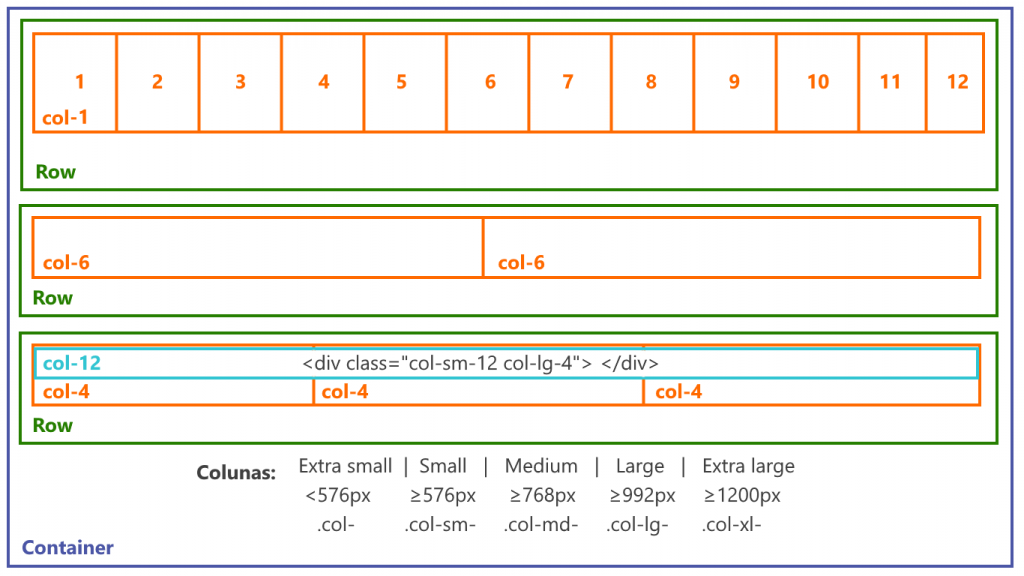 1 2 3 4 5 6 7 8 9 10 11 12
col-1
Row
col-6 col-6
Row
col-12 <div class="col-sm-12 col-lg-4"> </div>
col-4 col-4 col-4
Row
Colunas: Extra small | Small | Medium | Large | Extra large
<576px ≥576px ≥768px ≥992px ≥1200px
.col- .col-sm- .col-md- .col-lg- .col-xl-
Container